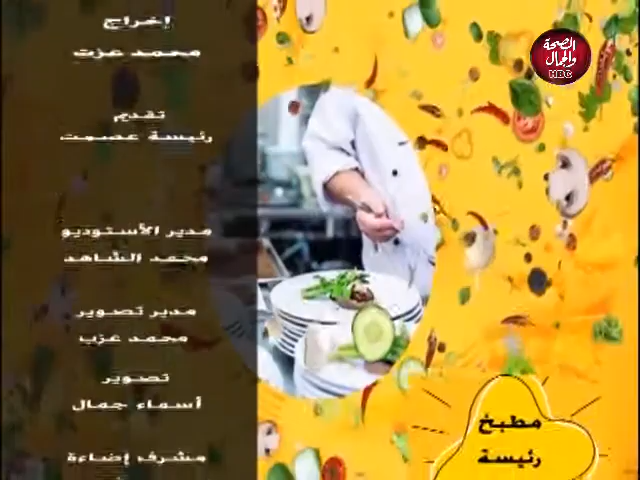 إخراج
محمد عزت
تقديم
رئيسة عصمت
مدير الأستوديو
محمد الشاهد
مدير تصوير
محمد عزب
تصوير
أسماء جمال
مشرف إضاءة
الصحة
والجمال
HBC
مطبخ
رئيسة